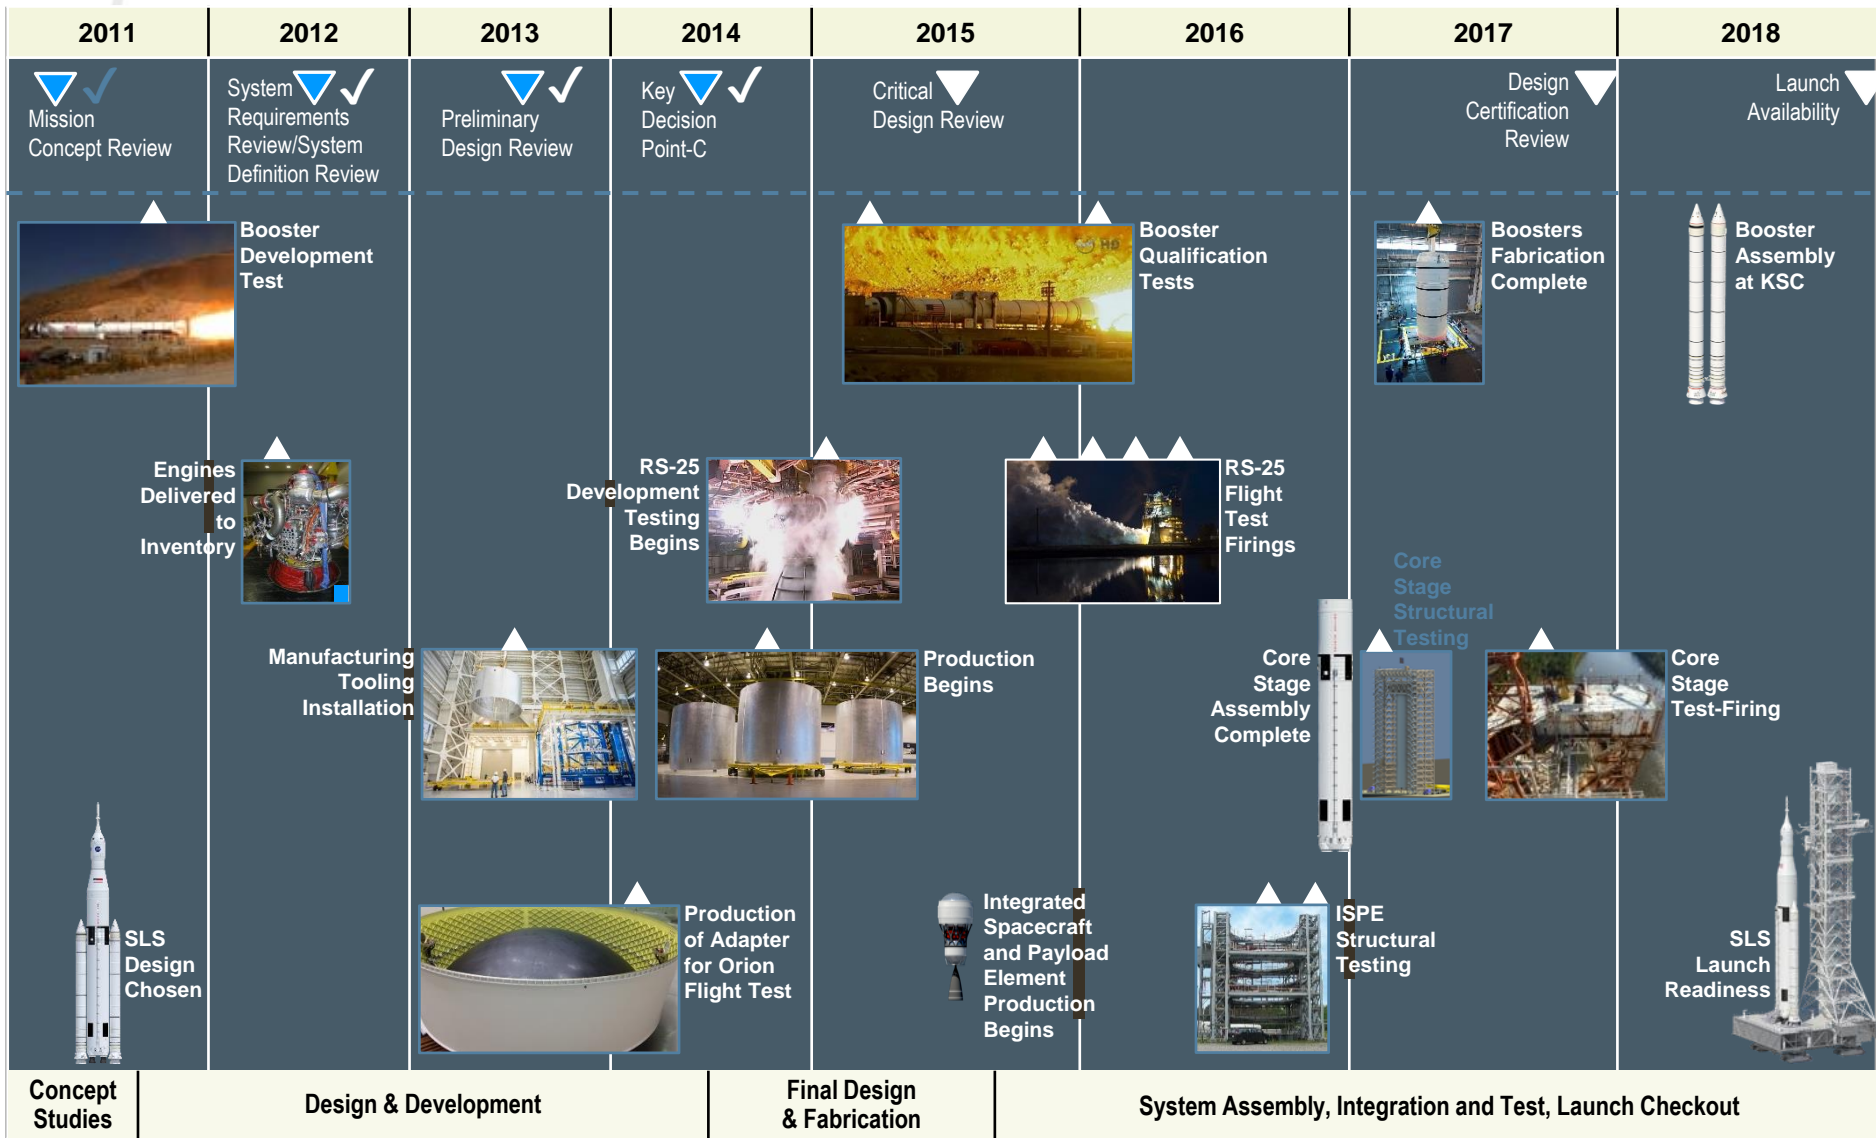 2011
2012
2013
2014
2015
2016
2017
2018
Mission
Concept Review
System
Requirements
Review/System
Definition Review
Preliminary
Design Review
Key
Decision
Point-C
Critical
Design Review
Design
Certification
Review
Launch
Availability
Booster
Development
Test
HD
Booster
Qualification
Tests
Boosters
Fabrication
Complete
Booster
Assembly
at KSC
Engines
Delivered
to
Inventory
RS-25
Development
Testing
Begins
RS-25
Flight
Test
Firings
Manufacturing
Tooling
Installation
Production
Begins
Core
Stage
Assembly
Complete
Core
Stage
Structural
Testing
Core
Stage
Test-Firing
SLS
Design
Chosen
Production
of Adapter
for Orion
Flight Test
Integrated
Spacecraft
and Payload
Element
Production
Begins
ISPE
Structural
Testing
SLS
Launch
Readiness
Concept
Studies
Design & Development
Final Design
& Fabrication
System Assembly, Integration and Test, Launch Checkout